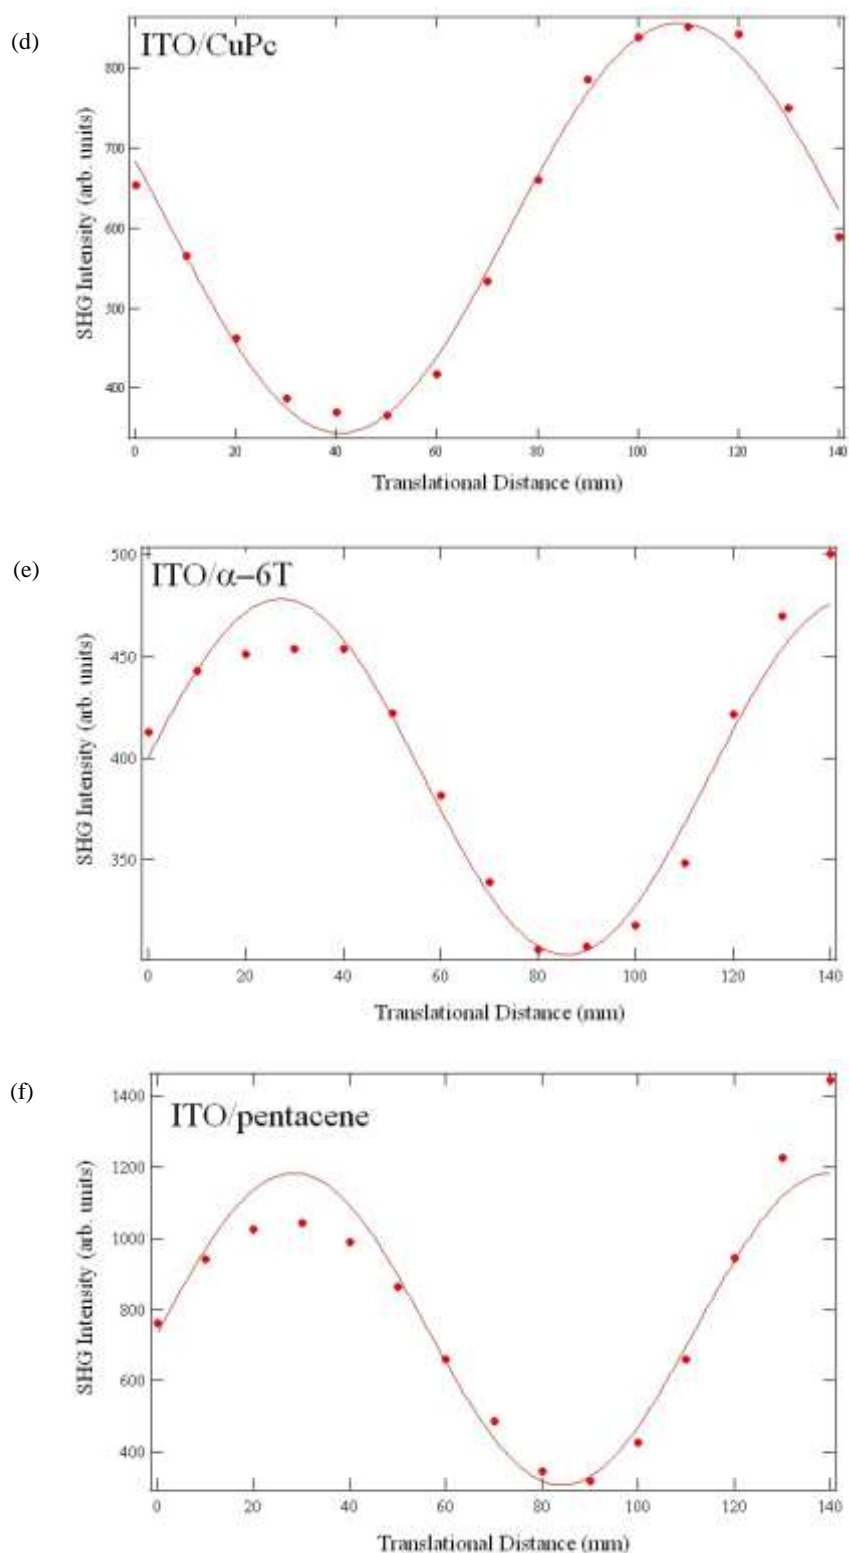 (d)
ITO/CuPc
800
700
600
500
400
SHG Intensity (arb. units)
0 20 40 60 80 100 120 140
Translational Distance (mm)
(e)
ITO/α−6T
500
450
400
350
SHG Intensity (arb. units)
0 20 40 60 80 100 120 140
Translational Distance (mm)
(f)
ITO/pentacene
1400
1200
1000
800
600
400
SHG Intensity (arb. units)
0 20 40 60 80 100 120 140
Translational Distance (mm)